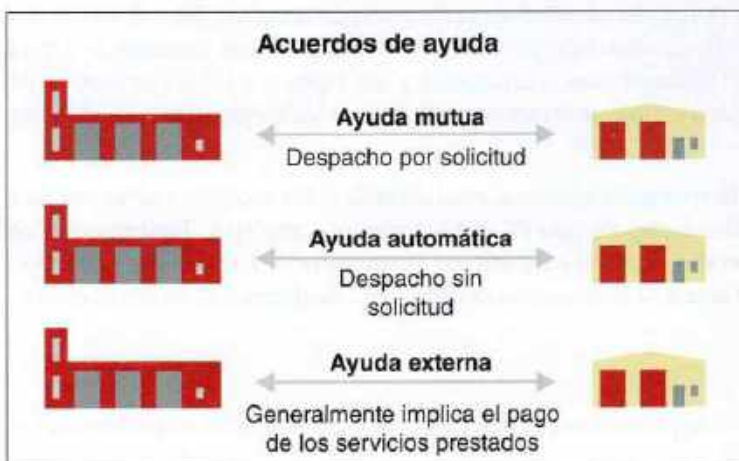 Acuerdos de ayuda
Ayuda mutua
Despacho por solicitud
Ayuda automática
Despacho sin
solicitud
Ayuda externa
Generalmente implica el pago
de los servicios prestados